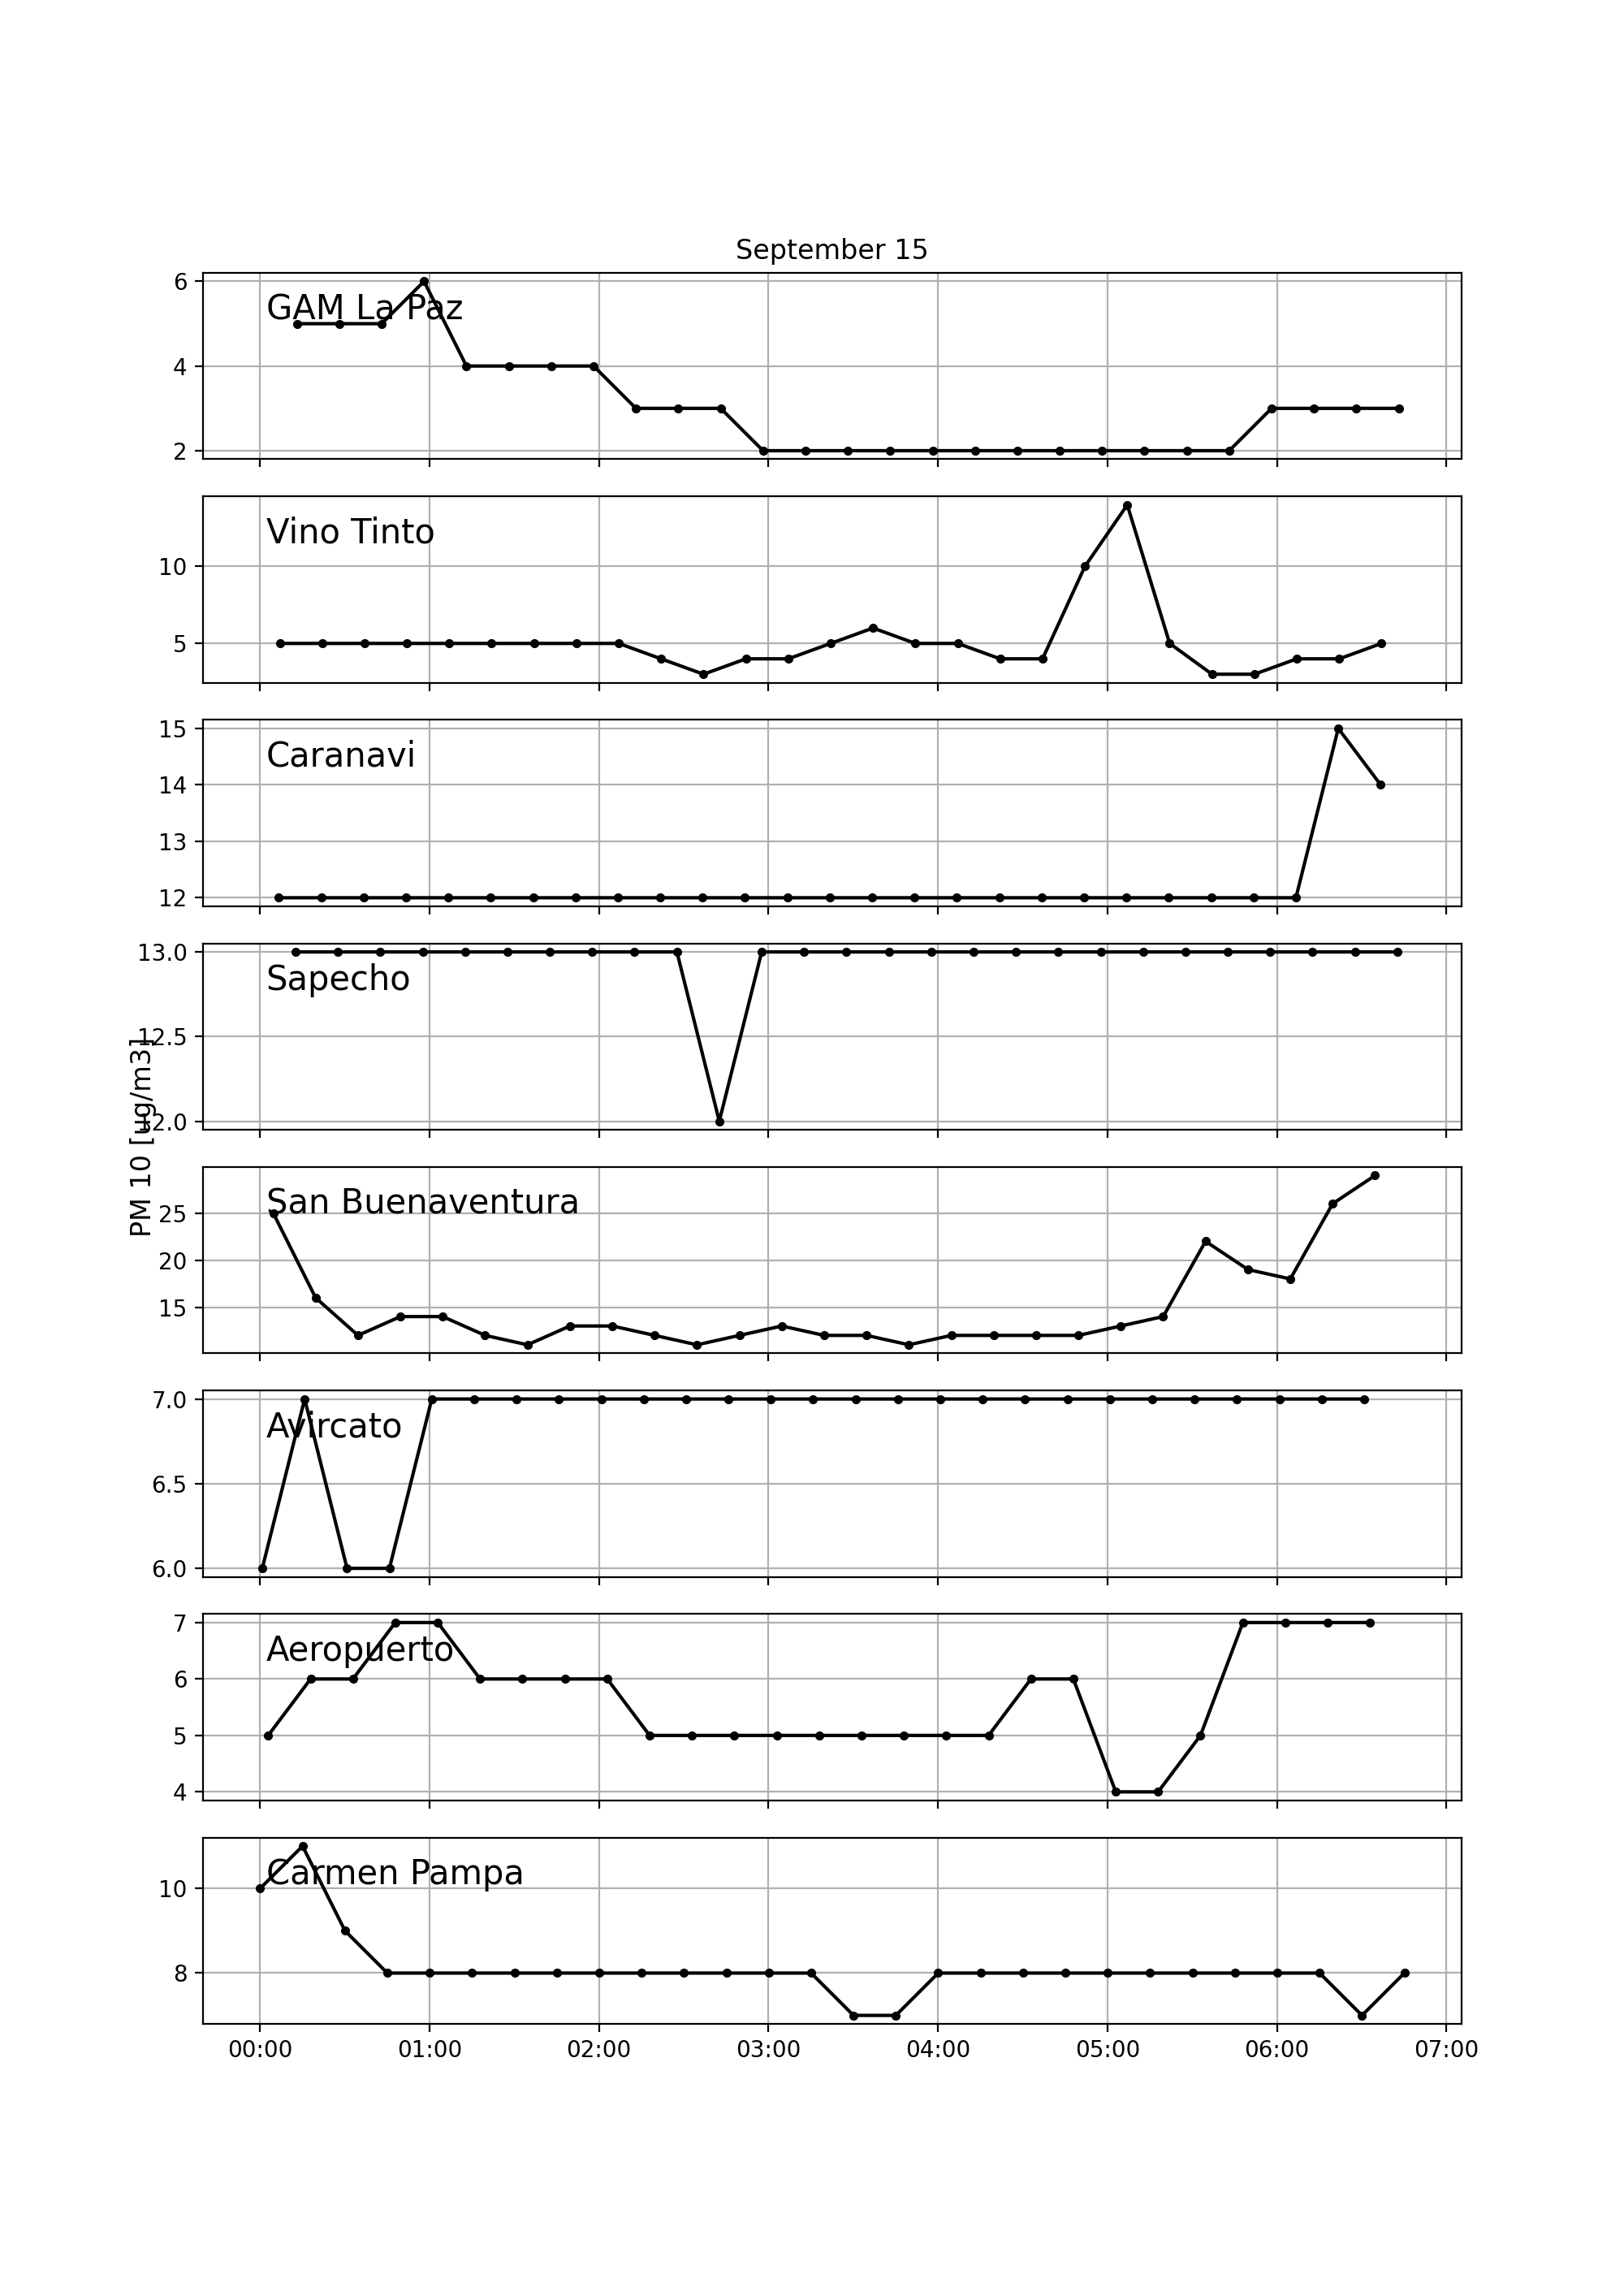 September 15
6
GAM La Paz
4
2
Vino Tinto
10
5
15
Caranavi
14
13
12
13.0
Sapecho
12.5
12.0
PM 10 [ug/m3]
San Buenaventura
25
20
15
7.0
Avircato
6.5
6.0
7
Aeropuerto
6
5
4
Carmen Pampa
10
8
00:00 01:00 02:00 03:00 04:00 05:00 06:00 07:00